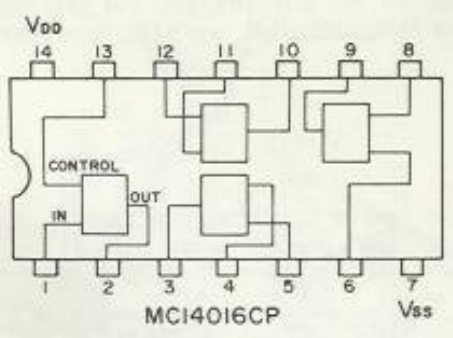 VDD
14 13 12 11 10 9 8
CONTROL
IN
OUT
1 2 3 4 5 6 7
MC14016CP
VSS